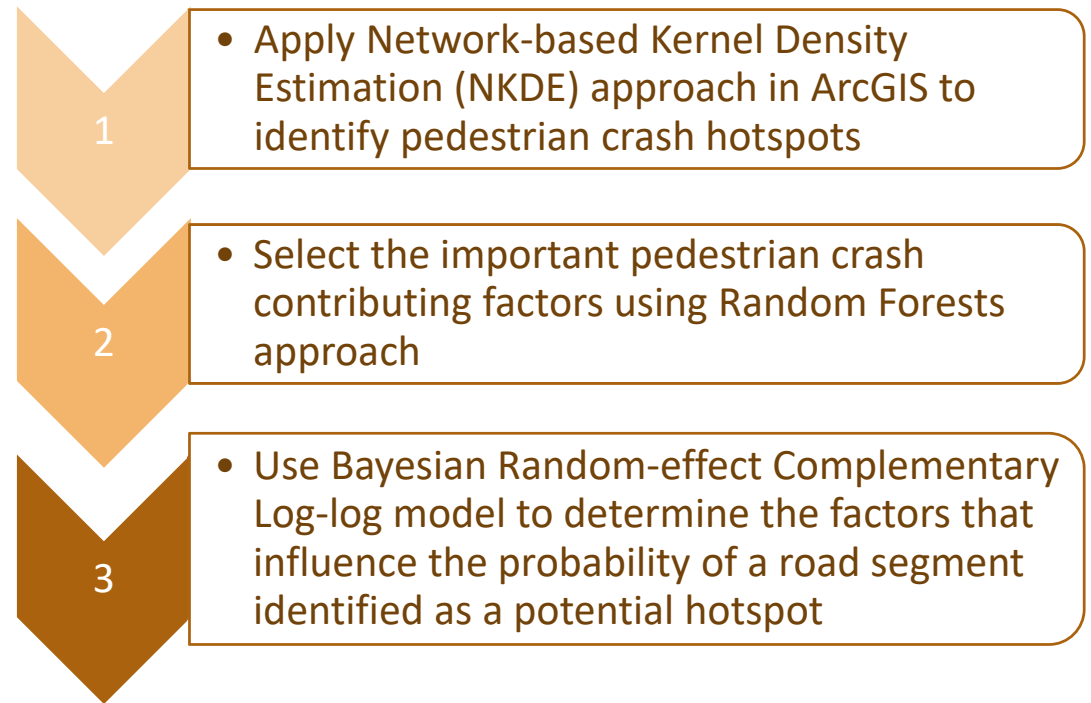 1
• Apply Network-based Kernel Density
Estimation (NKDE) approach in ArcGIS to
identify pedestrian crash hotspots
2
• Select the important pedestrian crash
contributing factors using Random Forests
approach
3
• Use Bayesian Random-effect Complementary
Log-log model to determine the factors that
influence the probability of a road segment
identified as a potential hotspot